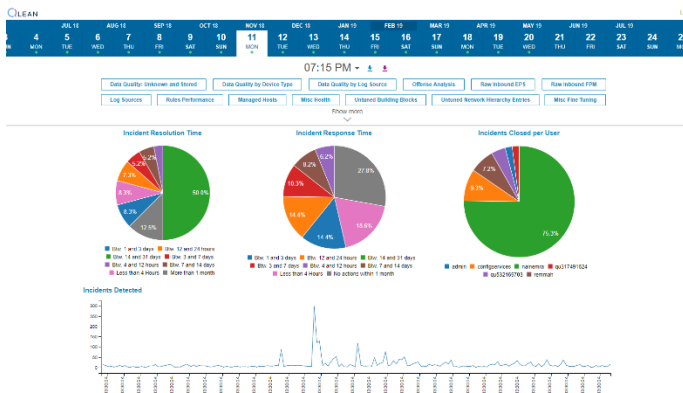 QLEAN
JUL 18 AUG 18 SEP 18 OCT 18 NOV 18 DEC 18 JAN 19 FEB 19 MAR 19 APR 19 MAY 19 JUN 19 JUL 19
4 5 6 7 8 9 10 11 12 13 14 15 16 17 18 19 20 21 22 23 24
MON TUE WED THU FRI SAT SUN MON TUE WED THU FRI SAT SUN MON TUE WED THU FRI SAT SUN
07:15 PM
Data Quality: Unknown and Stored Data Quality by Device Type Data Quality by Log Source Offense Analysis Raw Inbound EPS Raw Inbound FPM
Log Sources Rules Performance Managed Hosts Misc Health Untuned Building Blocks Untuned Network Hierarchy Entries Misc Fine Tuning
Show more
Incident Resolution Time Incident Response Time Incidents Closed per User
5.2% 5.2% 7.3% 8.3% 8.3% 12.5% 50.0%
6.2% 8.2% 10.3% 14.4% 14.4% 18.6% 27.8%
7.2% 9.3% 75.3%
Btw. 1 and 3 days Btw. 12 and 24 hours Btw. 1 and 3 days Btw. 12 and 24 hours Btw. 14 and 31 days admin configservices nainemra qu317491624
Btw. 14 and 31 days Btw. 3 and 7 days Btw. 3 and 7 days Btw. 4 and 12 hours Btw. 7 and 14 days qu532166703 remmah
Btw. 4 and 12 hours Btw. 7 and 14 days Less than 4 Hours No actions within 1 month
Less than 4 Hours More than 1 month
Incidents Detected
300
250
200
150
100
50
0